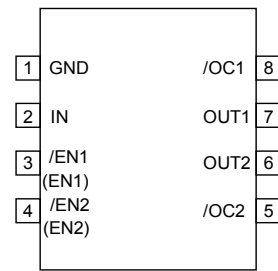 1 GND /OC1 8
2 IN OUT1 7
3 /EN1 OUT2 6
(EN1)
4 /EN2 /OC2 5
(EN2)